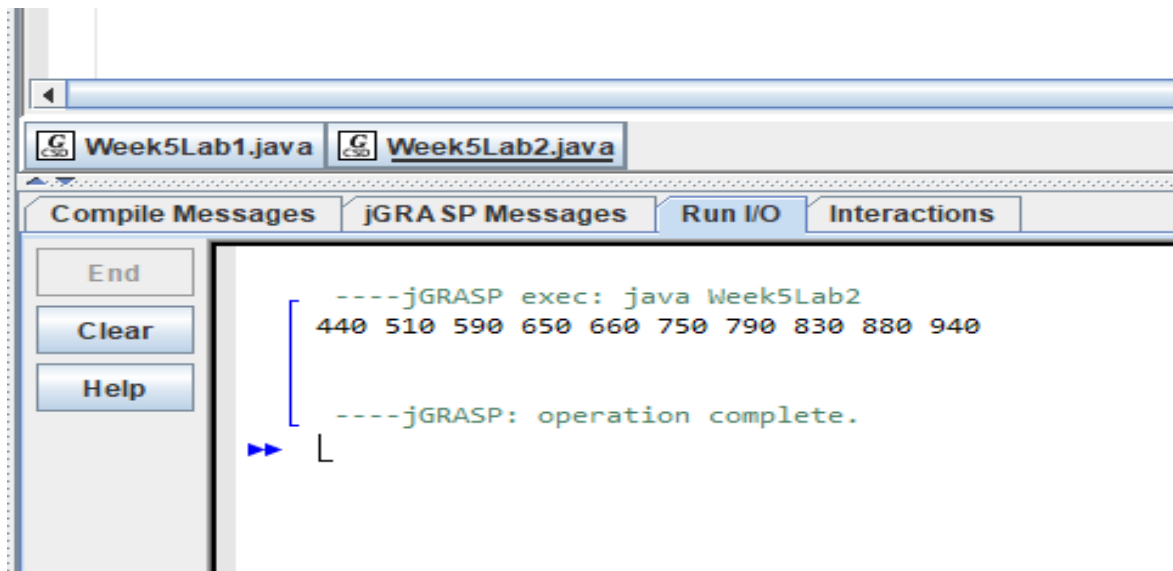 Week5Lab1.java Week5Lab2.java
Compile Messages jGRASP Messages Run I/O Interactions
End
Clear
Help
----jGRASP exec: java Week5Lab2
440 510 590 650 660 750 790 830 880 940
----jGRASP: operation complete.